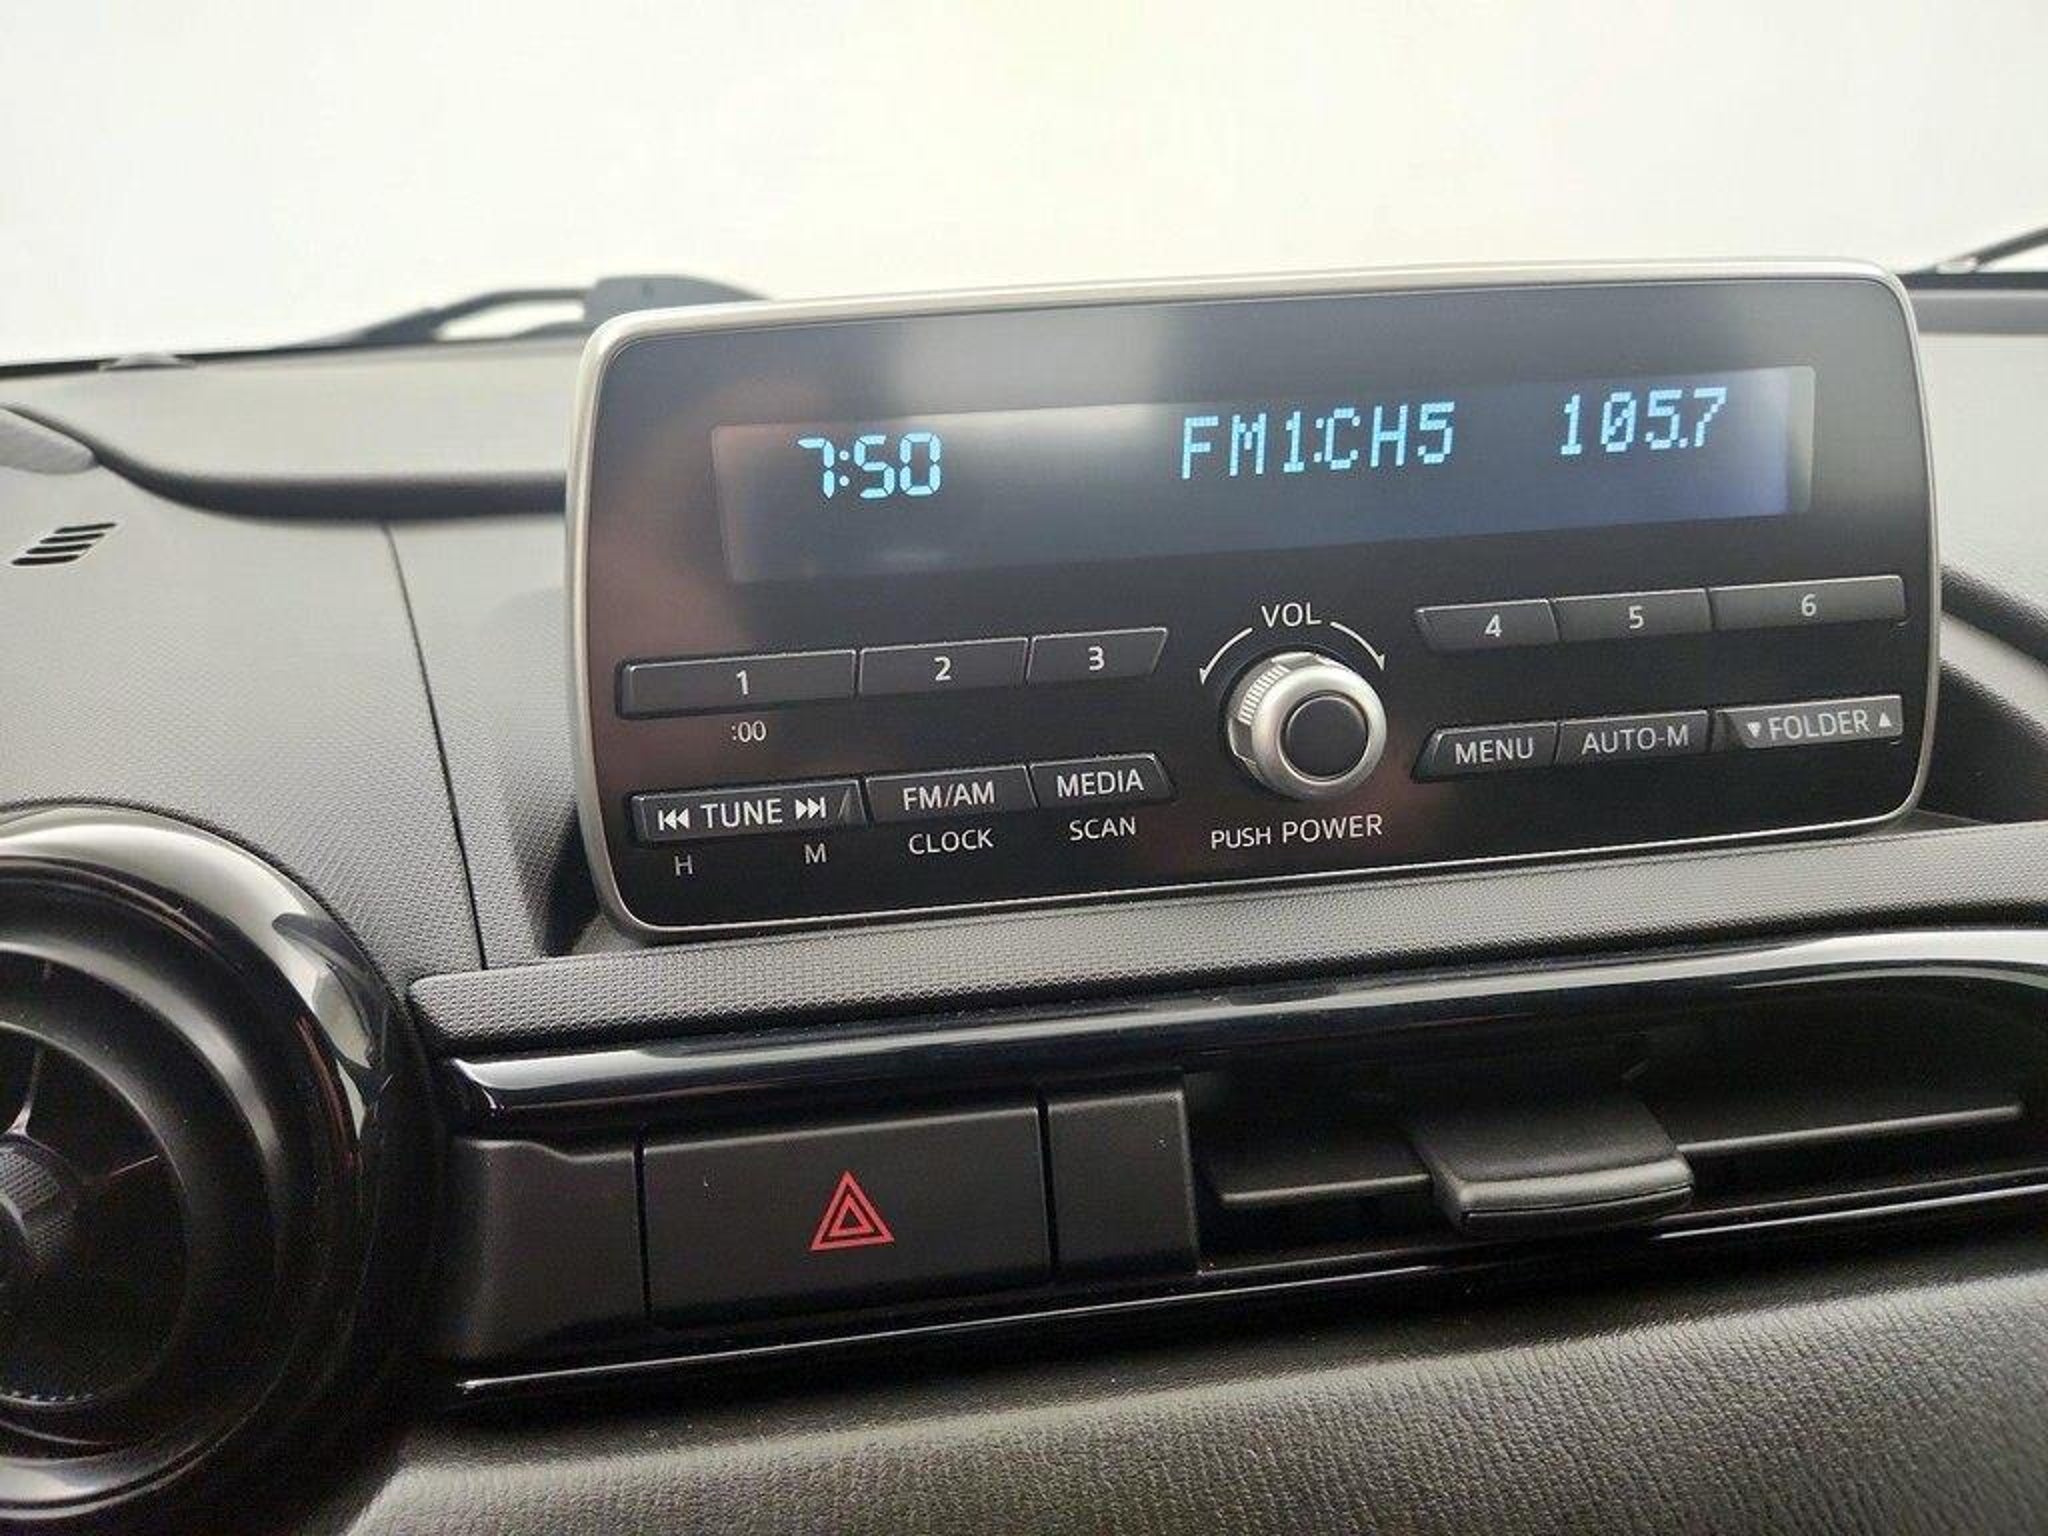 7:50 FM1:CH5 105.7
VOL
1 2 3 4 5 6
:00
⏮ TUNE ⏭ FM/AM MEDIA MENU AUTO-M ▼ FOLDER ▲
H M CLOCK SCAN PUSH POWER